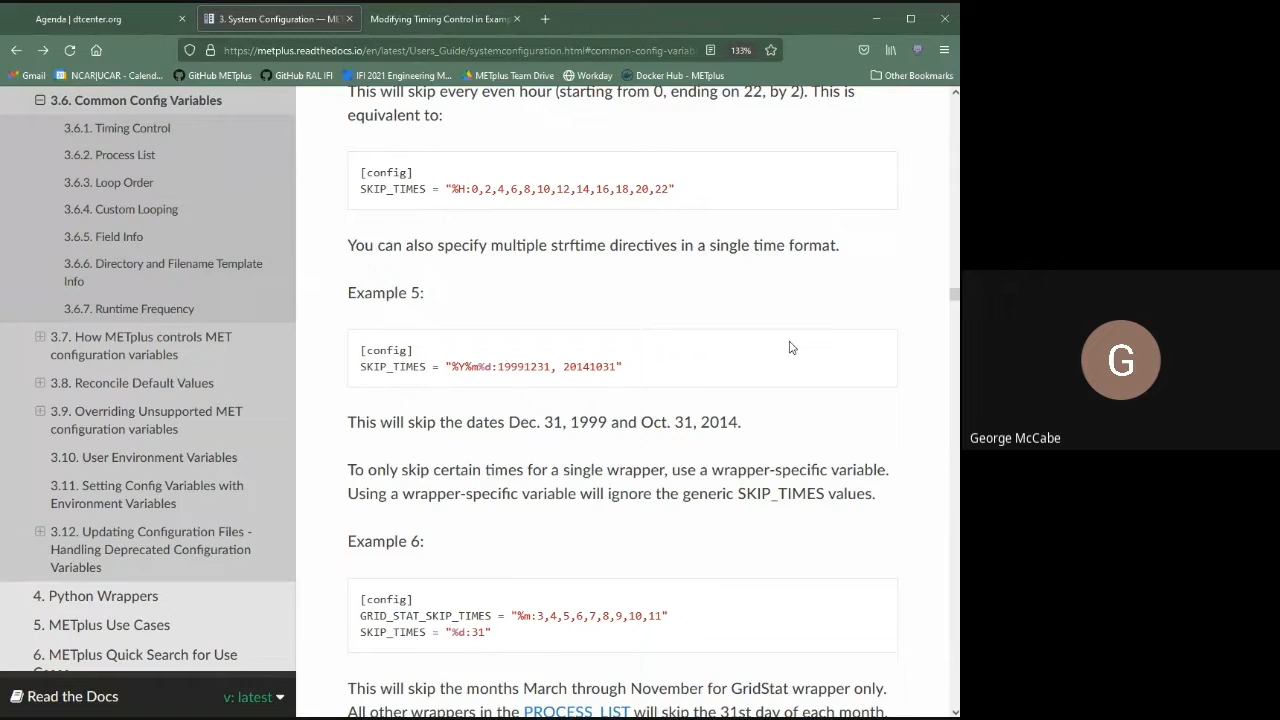 Agenda | dtcenter.org
3. System Configuration — MET
Modifying Timing Control in Examp
https://metplus.readthedocs.io/en/latest/Users_Guide/systemconfiguration.html#common-config-variab
133%
Gmail
NCAR|UCAR - Calend...
GitHub METplus
GitHub RAL IFI
IFI 2021 Engineering M...
METplus Team Drive
Workday
Docker Hub - METplus
Other Bookmarks
3.6. Common Config Variables
3.6.1. Timing Control
3.6.2. Process List
3.6.3. Loop Order
3.6.4. Custom Looping
3.6.5. Field Info
3.6.6. Directory and Filename Template
Info
3.6.7. Runtime Frequency
3.7. How METplus controls MET
configuration variables
3.8. Reconcile Default Values
3.9. Overriding Unsupported MET
configuration variables
3.10. User Environment Variables
3.11. Setting Config Variables with
Environment Variables
3.12. Updating Configuration Files -
Handling Deprecated Configuration
Variables
4. Python Wrappers
5. METplus Use Cases
6. METplus Quick Search for Use
Read the Docs
v: latest
This will skip every even hour (starting from 0, ending on 22, by 2). This is
equivalent to:
[config]
SKIP_TIMES = "%H:0,2,4,6,8,10,12,14,16,18,20,22"
You can also specify multiple strftime directives in a single time format.
Example 5:
[config]
SKIP_TIMES = "%Y%m%d:19991231, 20141031"
This will skip the dates Dec. 31, 1999 and Oct. 31, 2014.
To only skip certain times for a single wrapper, use a wrapper-specific variable.
Using a wrapper-specific variable will ignore the generic SKIP_TIMES values.
Example 6:
[config]
GRID_STAT_SKIP_TIMES = "%m:3,4,5,6,7,8,9,10,11"
SKIP_TIMES = "%d:31"
This will skip the months March through November for GridStat wrapper only.
All other wrappers in the PROCESS_LIST will skip the 31st day of each month.
G
George McCabe